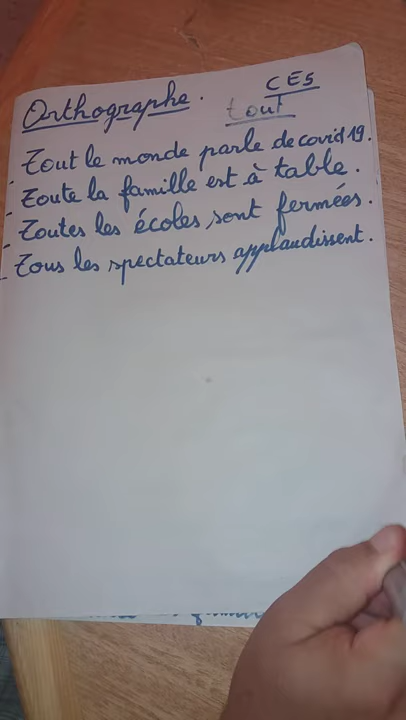 CE5
Orthographe.
tout
- Tout le monde parle de covid 19.
- Toute la famille est à table.
- Toutes les écoles sont fermées.
- Tous les spectateurs applaudissent.